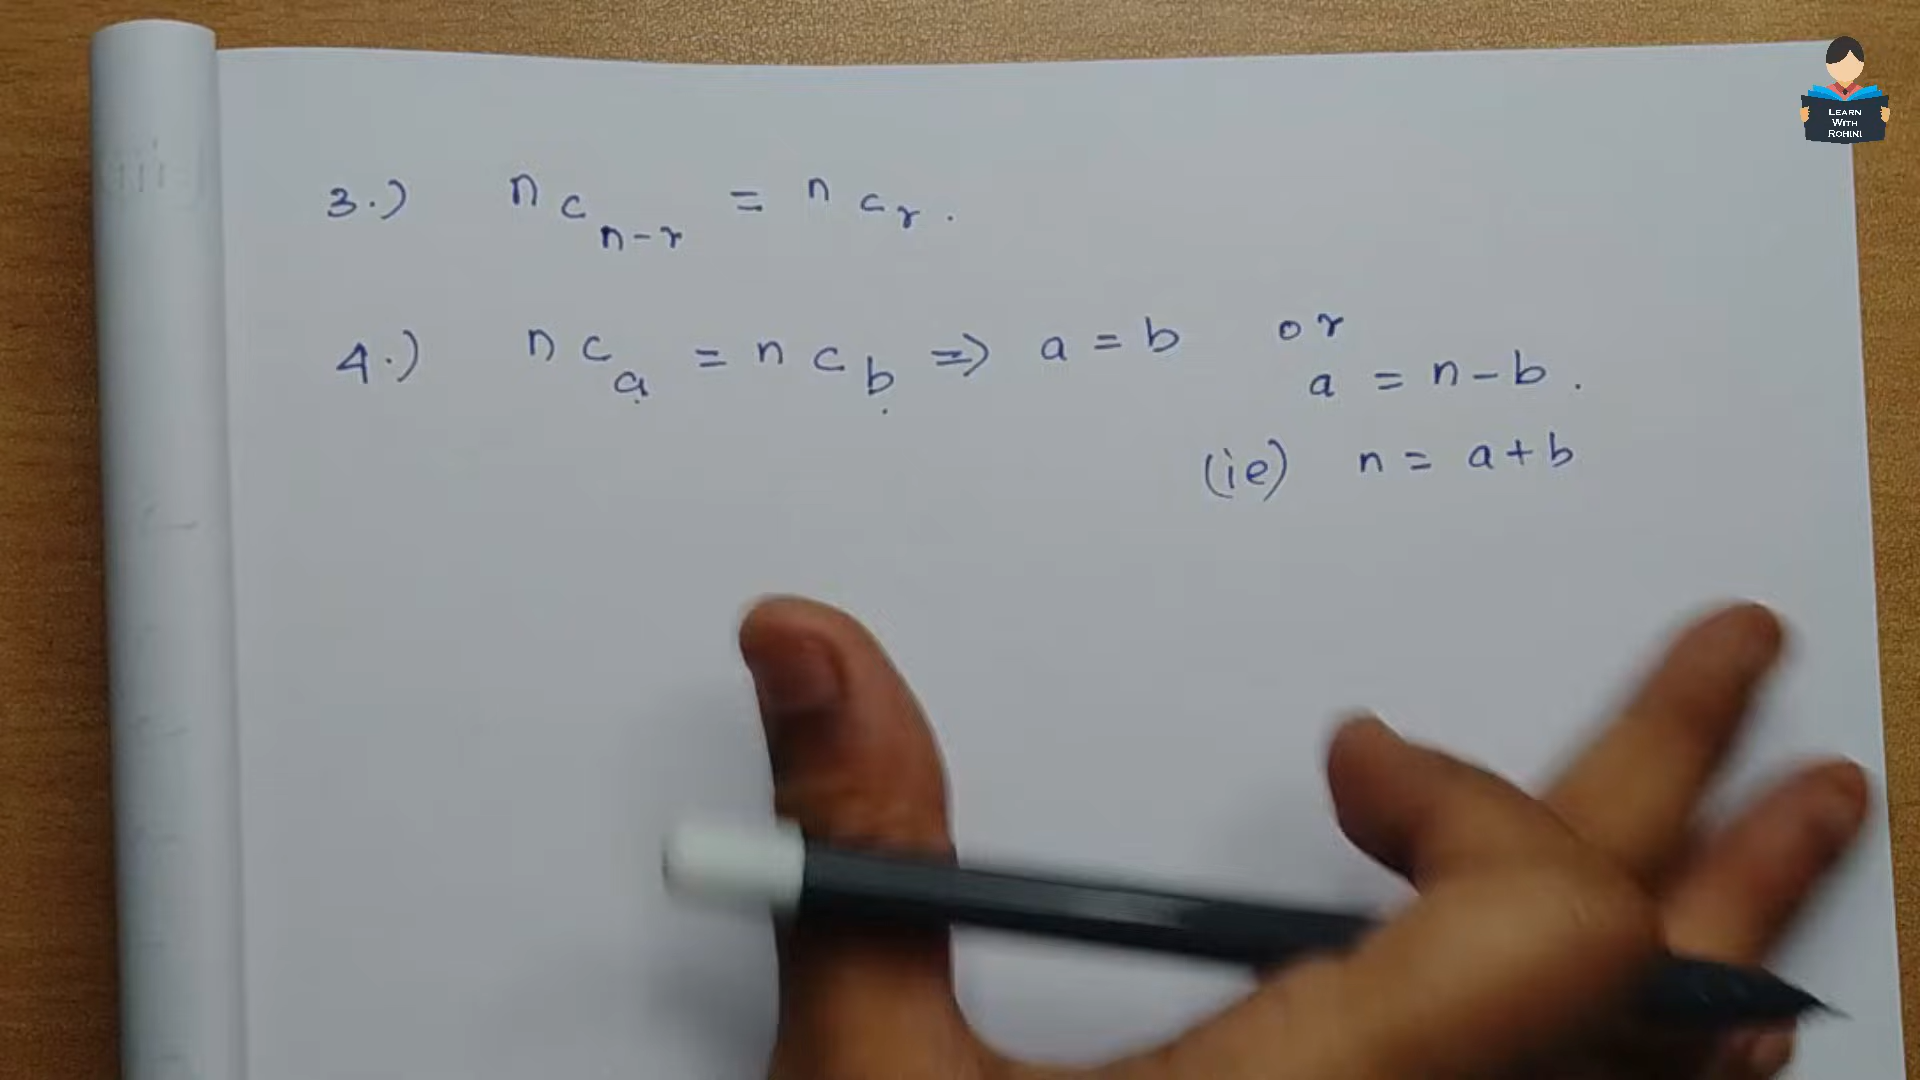 3.) nC_{n-r} = nC_r.
4.) nC_a = nC_b => a = b or
a = n - b.
(ie) n = a + b
LEARN
WITH
ROHINI